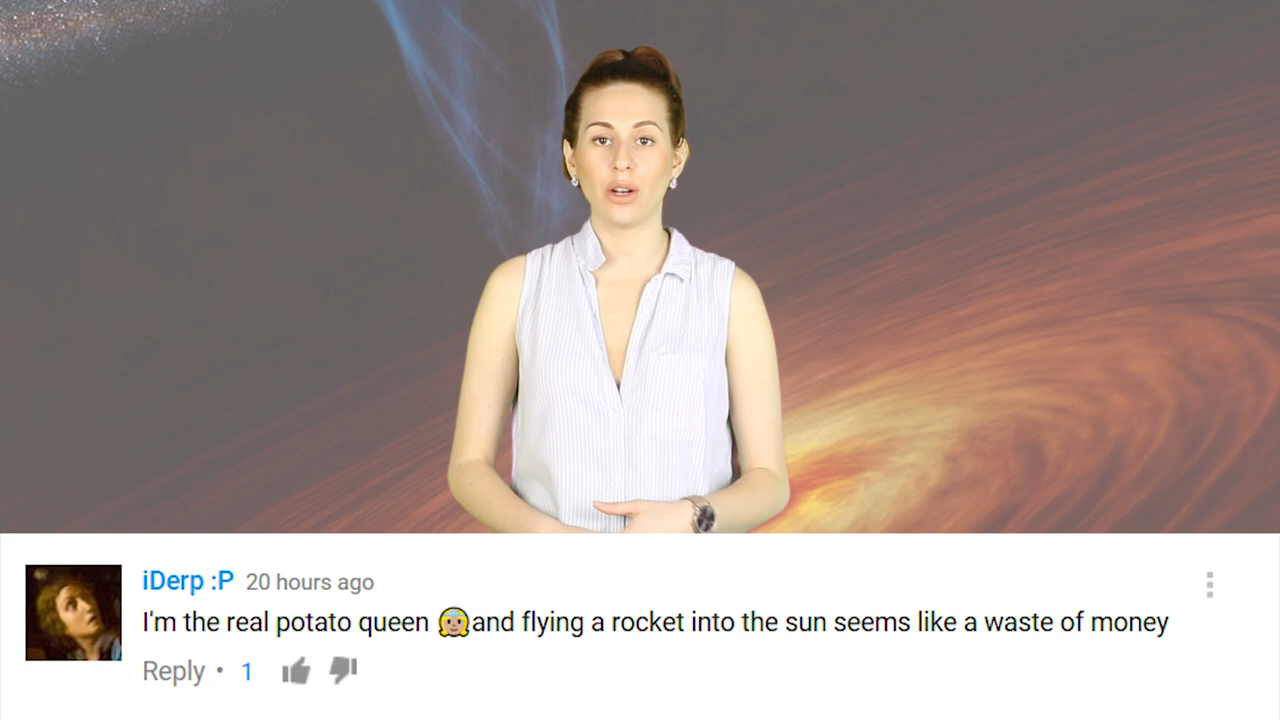 iDerp :P 20 hours ago
I'm the real potato queen 👸and flying a rocket into the sun seems like a waste of money
Reply • 1